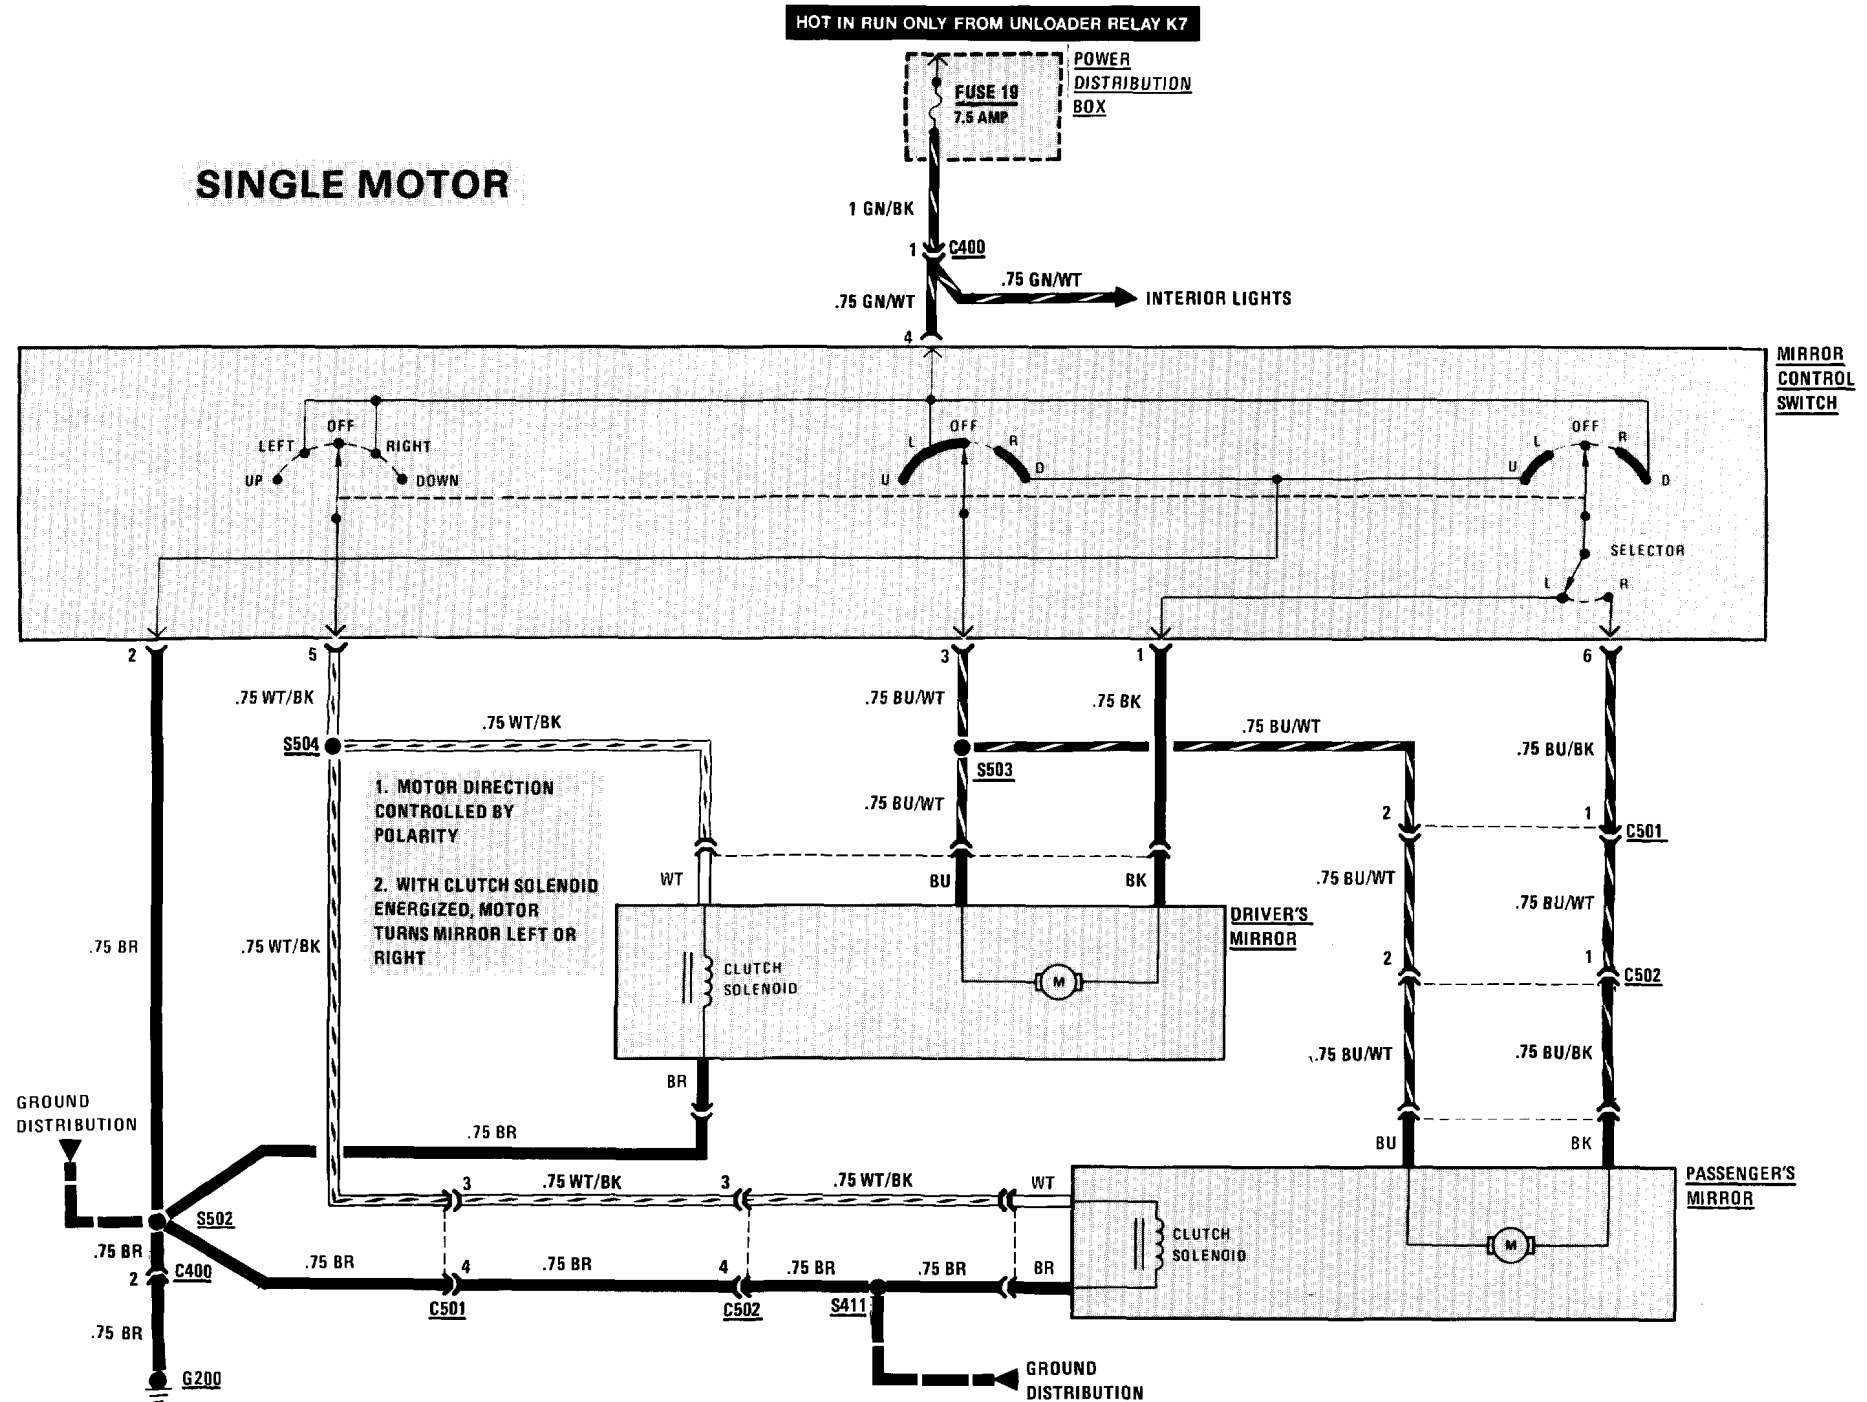 HOT IN RUN ONLY FROM UNLOADER RELAY K7
POWER
DISTRIBUTION
BOX
FUSE 19
7.5 AMP
SINGLE MOTOR
1 GN/BK
1
C400
.75 GN/WT
.75 GN/WT
INTERIOR LIGHTS
4
MIRROR
CONTROL
SWITCH
OFF
LEFT
RIGHT
UP
DOWN
OFF
L
R
U
D
OFF
L
R
U
D
SELECTOR
L
R
2
5
3
1
6
.75 WT/BK
.75 BU/WT
.75 BK
.75 WT/BK
.75 BU/WT
.75 BU/BK
S504
S503
1. MOTOR DIRECTION
CONTROLLED BY
POLARITY
.75 BU/WT
2
1
C501
2. WITH CLUTCH SOLENOID
ENERGIZED, MOTOR
TURNS MIRROR LEFT OR
RIGHT
WT
BU
BK
.75 BU/WT
.75 BU/WT
DRIVER'S
MIRROR
.75 BR
.75 WT/BK
CLUTCH
SOLENOID
M
2
1
C502
.75 BU/WT
.75 BU/BK
BR
GROUND
DISTRIBUTION
.75 BR
BU
BK
3
.75 WT/BK
3
.75 WT/BK
WT
PASSENGER'S
MIRROR
S502
.75 BR
C400
2
.75 BR
4
.75 BR
4
.75 BR
.75 BR
BR
CLUTCH
SOLENOID
M
C501
C502
S411
.75 BR
G200
GROUND
DISTRIBUTION